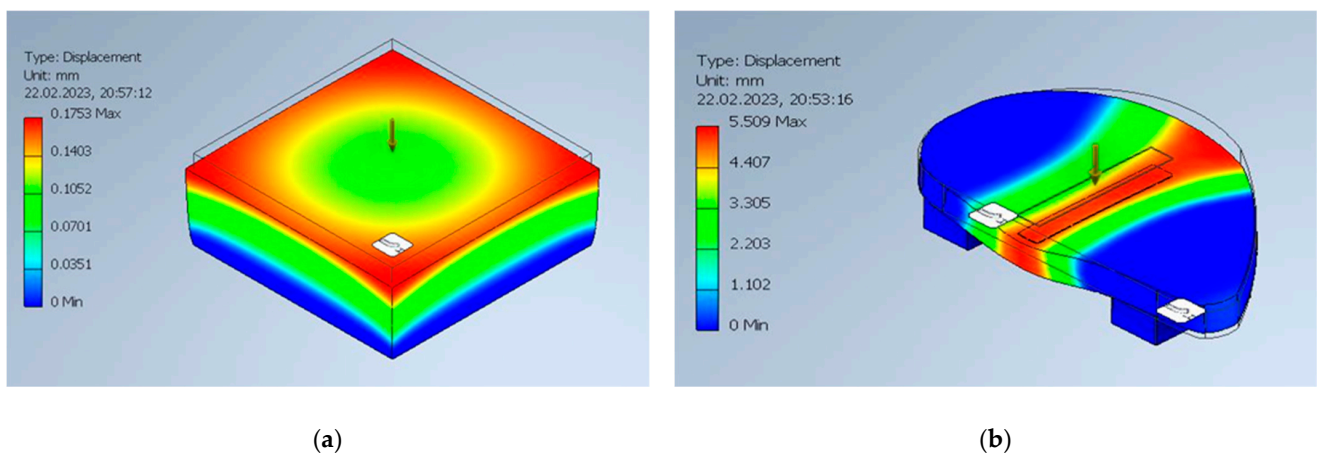 Type: Displacement
Unit: mm
22.02.2023, 20:57:12
0.1753 Max
0.1403
0.1052
0.0701
0.0351
0 Min
(a)
Type: Displacement
Unit: mm
22.02.2023, 20:53:16
5.509 Max
4.407
3.305
2.203
1.102
0 Min
(b)